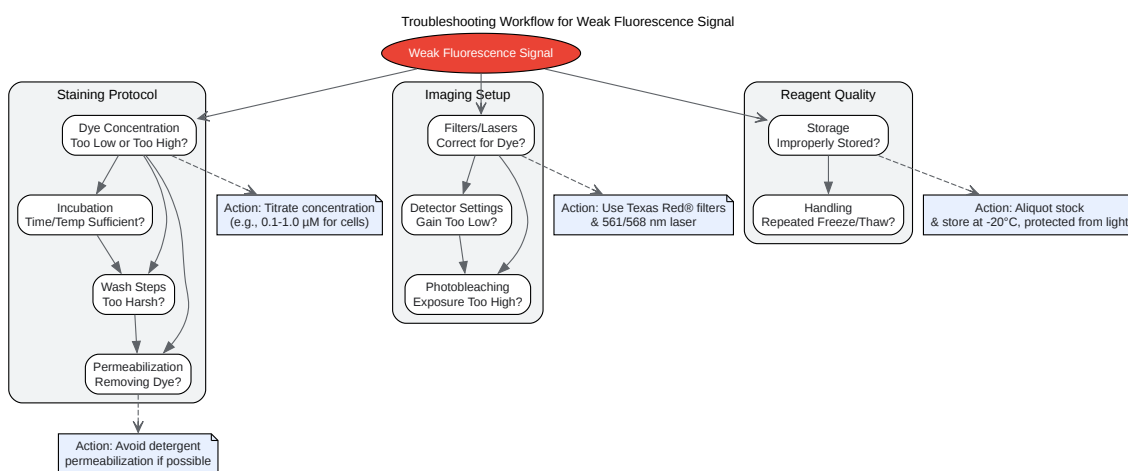 Troubleshooting Workflow for Weak Fluorescence Signal
Weak Fluorescence Signal
Staining Protocol
Dye Concentration
Too Low or Too High?
Incubation
Time/Temp Sufficient?
Wash Steps
Too Harsh?
Permeabilization
Removing Dye?
Action: Titrate concentration
(e.g., 0.1-1.0 µM for cells)
Action: Avoid detergent
permeabilization if possible
Imaging Setup
Filters/Lasers
Correct for Dye?
Detector Settings
Gain Too Low?
Photobleaching
Exposure Too High?
Action: Use Texas Red® filters
& 561/568 nm laser
Reagent Quality
Storage
Improperly Stored?
Handling
Repeated Freeze/Thaw?
Action: Aliquot stock
& store at -20°C, protected from light